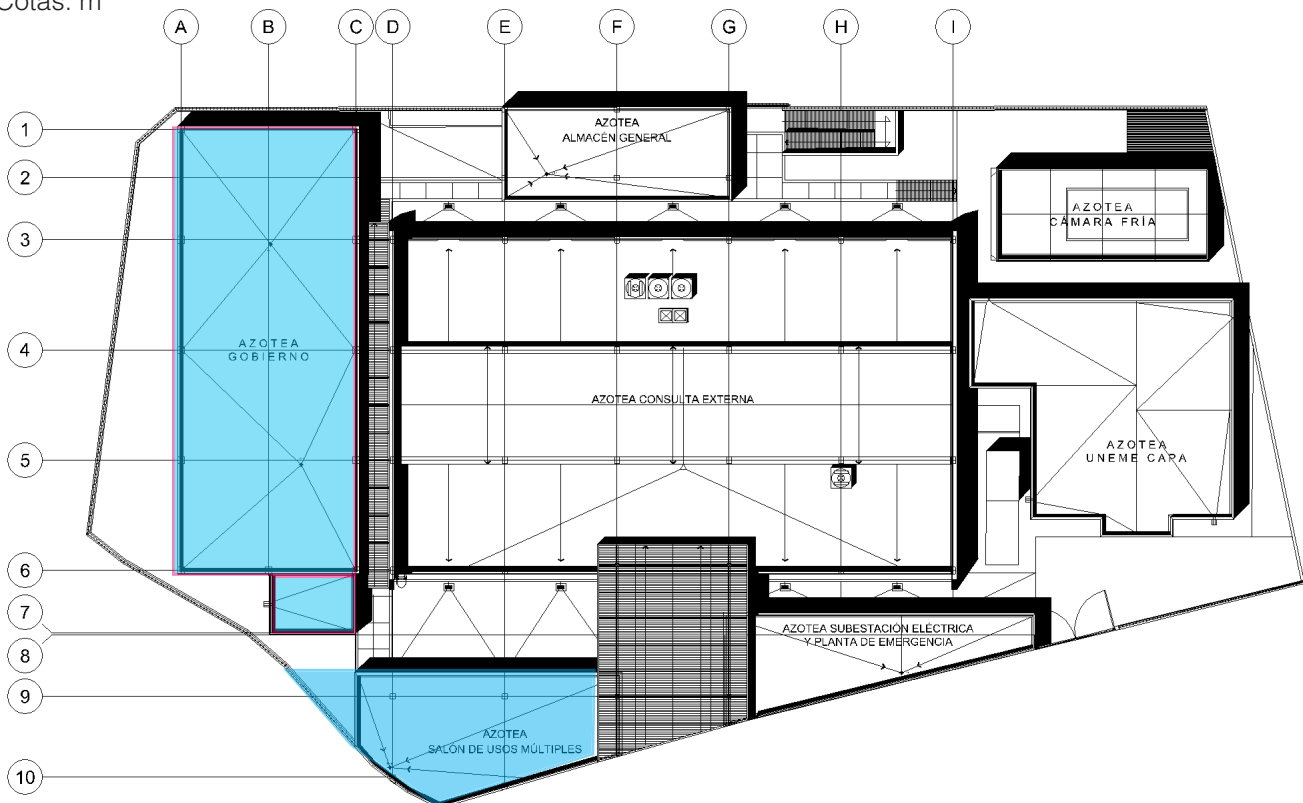 Cotas: m
A B C D E F G H I
1
2
3
4
5
6
7
8
9
10
AZOTEA
ALMACÉN GENERAL
AZOTEA
CÁMARA FRÍA
AZOTEA
GOBIERNO
AZOTEA CONSULTA EXTERNA
AZOTEA
UNEME CAPA
AZOTEA SUBESTACIÓN ELÉCTRICA
Y PLANTA DE EMERGENCIA
AZOTEA
SALÓN DE USOS MÚLTIPLES